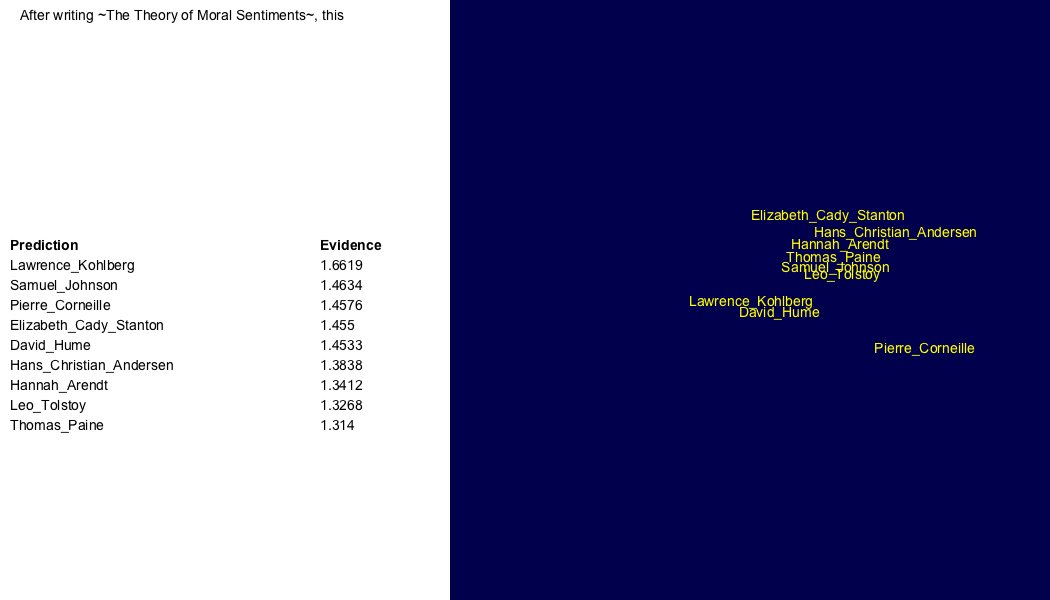 After writing ~The Theory of Moral Sentiments~, this
Prediction Evidence
Lawrence_Kohlberg 1.6619
Samuel_Johnson 1.4634
Pierre_Corneille 1.4576
Elizabeth_Cady_Stanton 1.455
David_Hume 1.4533
Hans_Christian_Andersen 1.3838
Hannah_Arendt 1.3412
Leo_Tolstoy 1.3268
Thomas_Paine 1.314
Elizabeth_Cady_Stanton
Hans_Christian_Andersen
Hannah_Arendt
Thomas_Paine
Samuel_Johnson
Leo_Tolstoy
Lawrence_Kohlberg
David_Hume
Pierre_Corneille